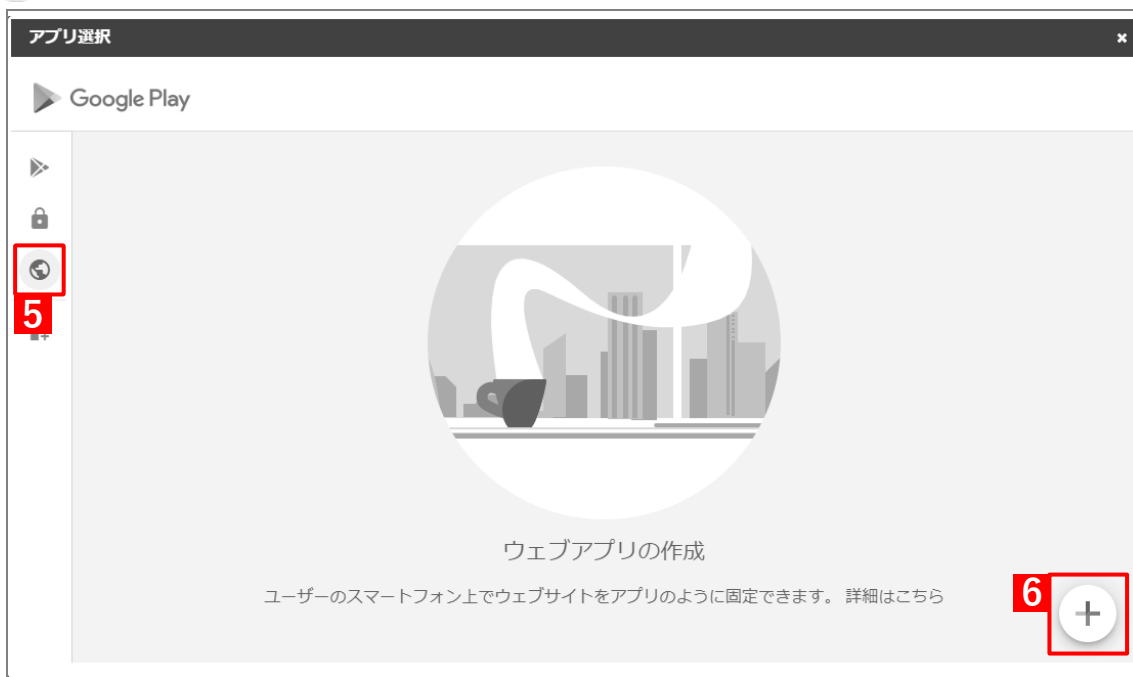 アプリ選択
Google Play
5
ウェブアプリの作成
ユーザーのスマートフォン上でウェブサイトをアプリのように固定できます。 詳細はこちら
6